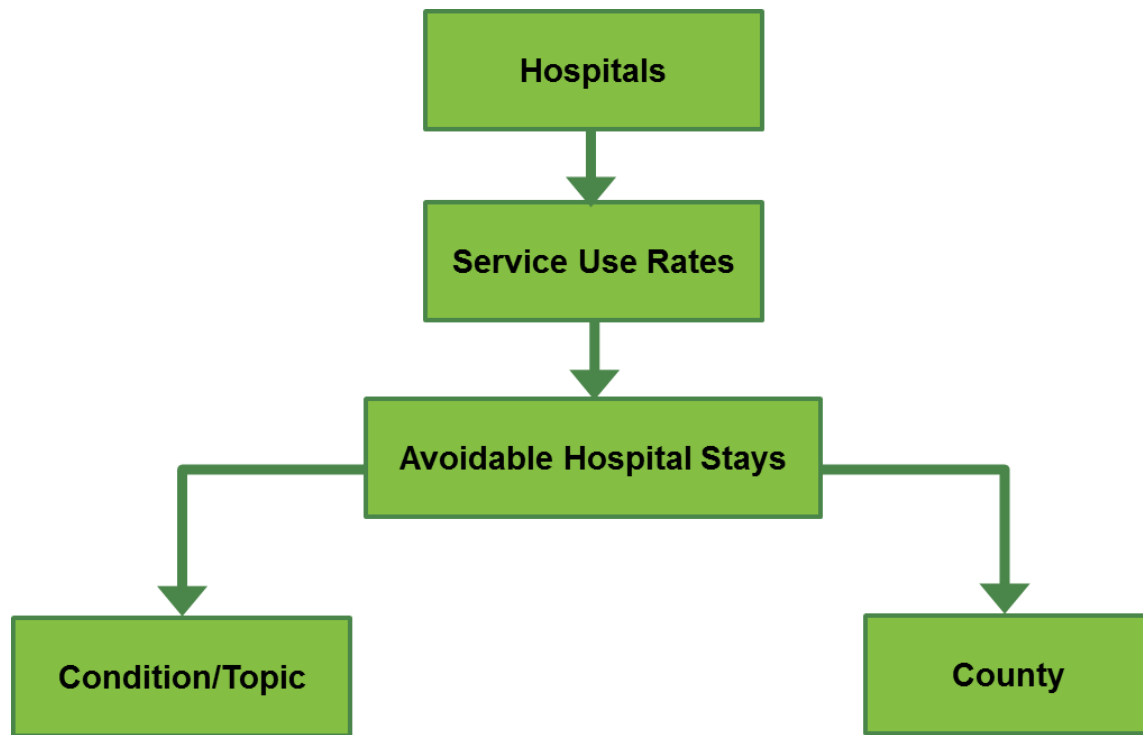 Hospitals
Service Use Rates
Avoidable Hospital Stays
Condition/Topic
County